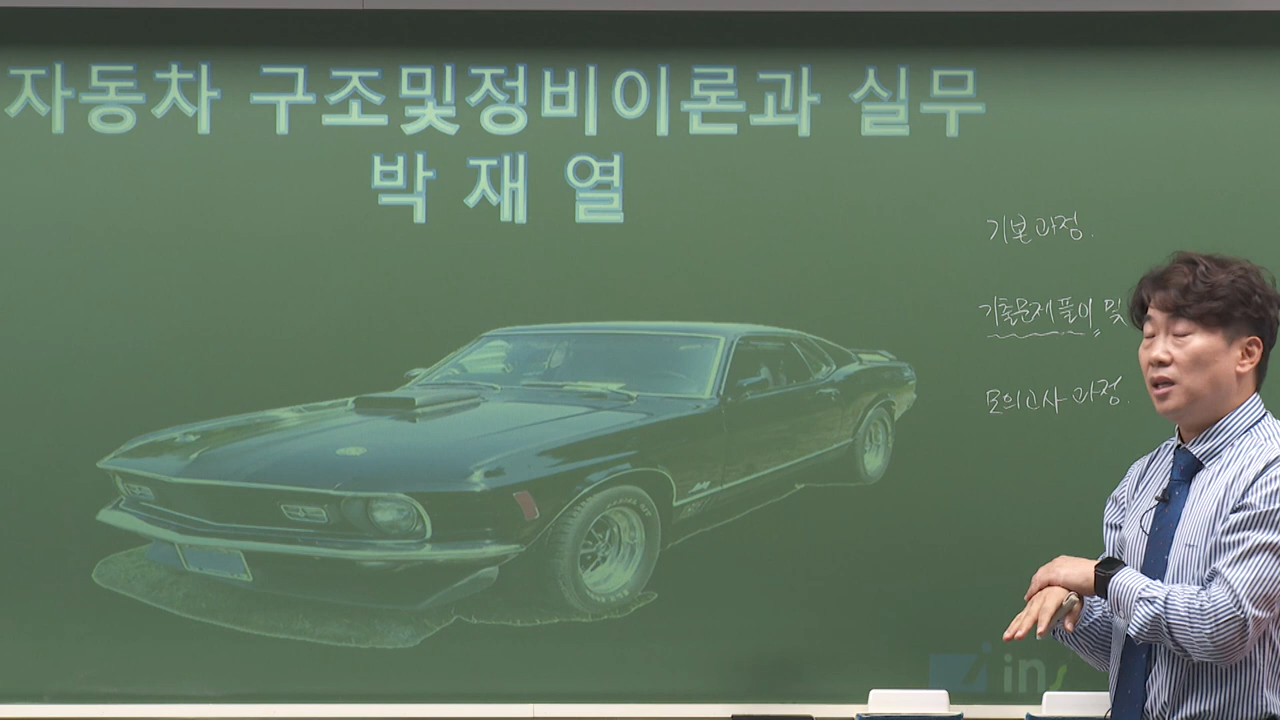 자동차 구조및정비이론과 실무
박 재 열
기본과정.
기출문제풀이 및
모의고사 과정.
in